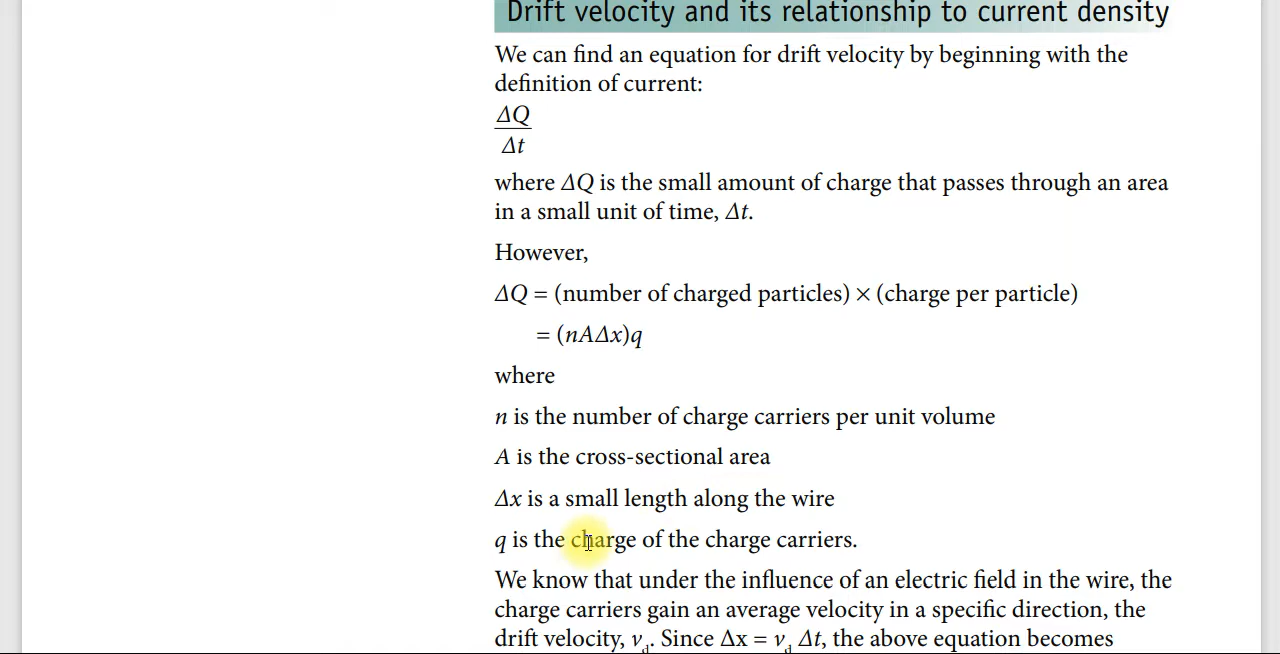 Drift velocity and its relationship to current density
We can find an equation for drift velocity by beginning with the
definition of current:
ΔQ
Δt
where ΔQ is the small amount of charge that passes through an area
in a small unit of time, Δt.
However,
ΔQ = (number of charged particles) × (charge per particle)
= (nAΔx)q
where
n is the number of charge carriers per unit volume
A is the cross-sectional area
Δx is a small length along the wire
q is the charge of the charge carriers.
We know that under the influence of an electric field in the wire, the
charge carriers gain an average velocity in a specific direction, the
drift velocity, v_d. Since Δx = v_d Δt, the above equation becomes